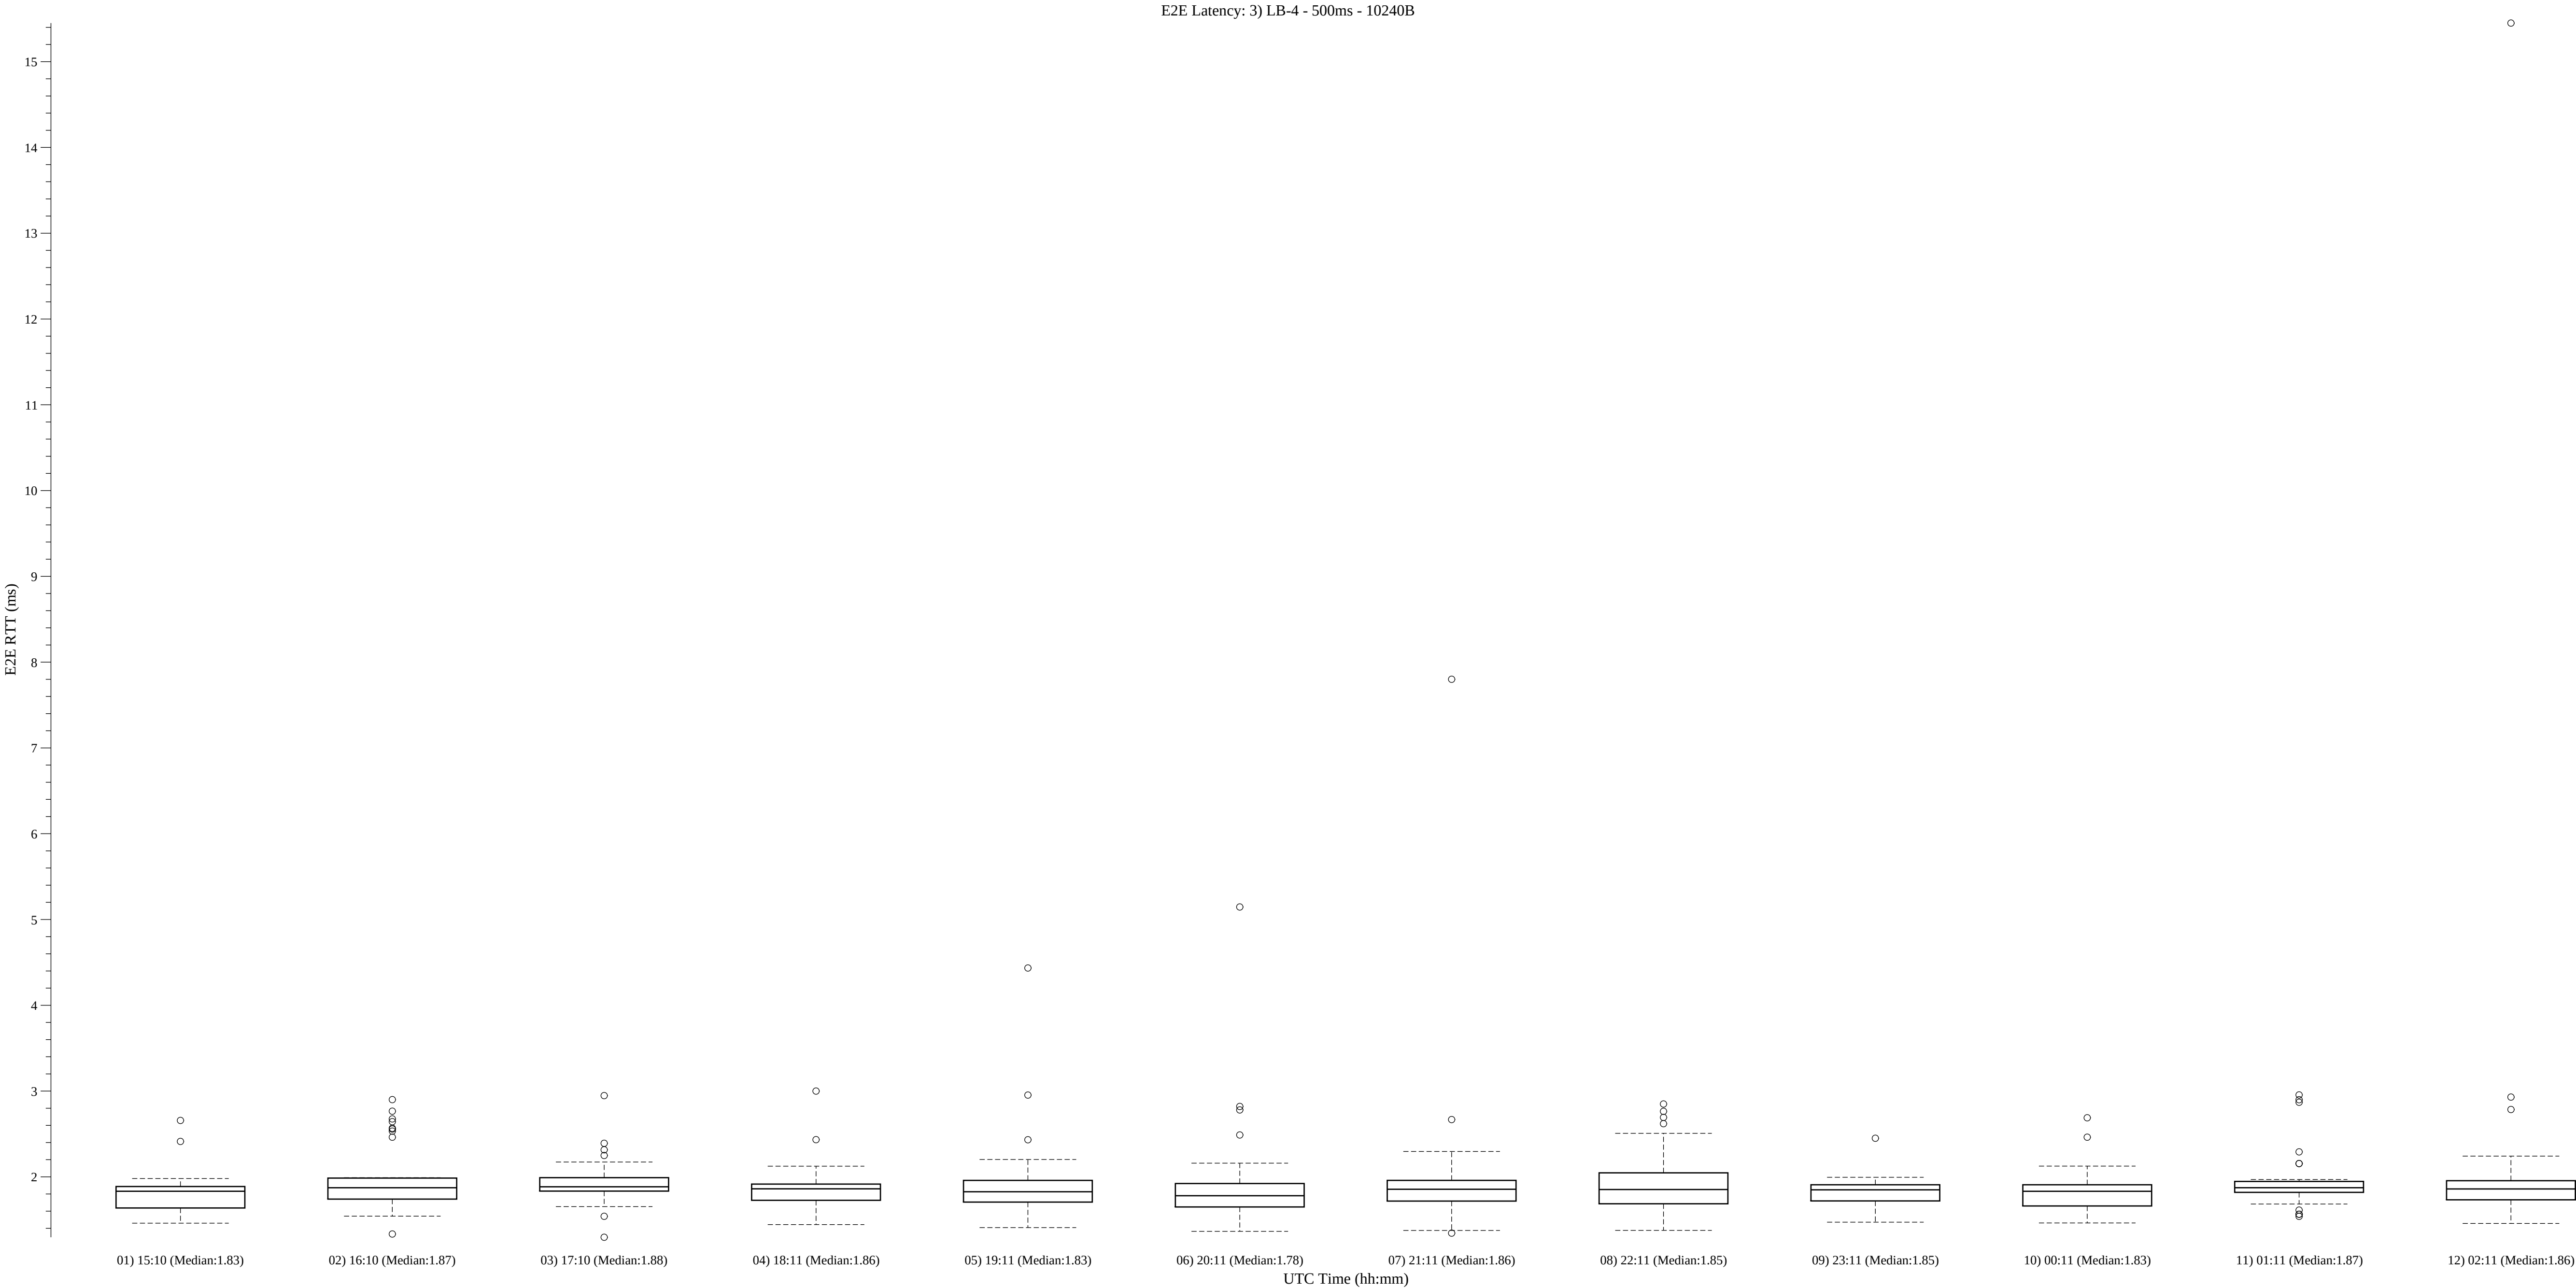 E2E Latency: 3) LB-4 - 500ms - 10240B
15
14
13
12
11
10
9
8
7
6
5
4
3
2
E2E RTT (ms)
01) 15:10 (Median:1.83)
02) 16:10 (Median:1.87)
03) 17:10 (Median:1.88)
04) 18:11 (Median:1.86)
05) 19:11 (Median:1.83)
06) 20:11 (Median:1.78)
07) 21:11 (Median:1.86)
08) 22:11 (Median:1.85)
09) 23:11 (Median:1.85)
10) 00:11 (Median:1.83)
11) 01:11 (Median:1.87)
12) 02:11 (Median:1.86
UTC Time (hh:mm)